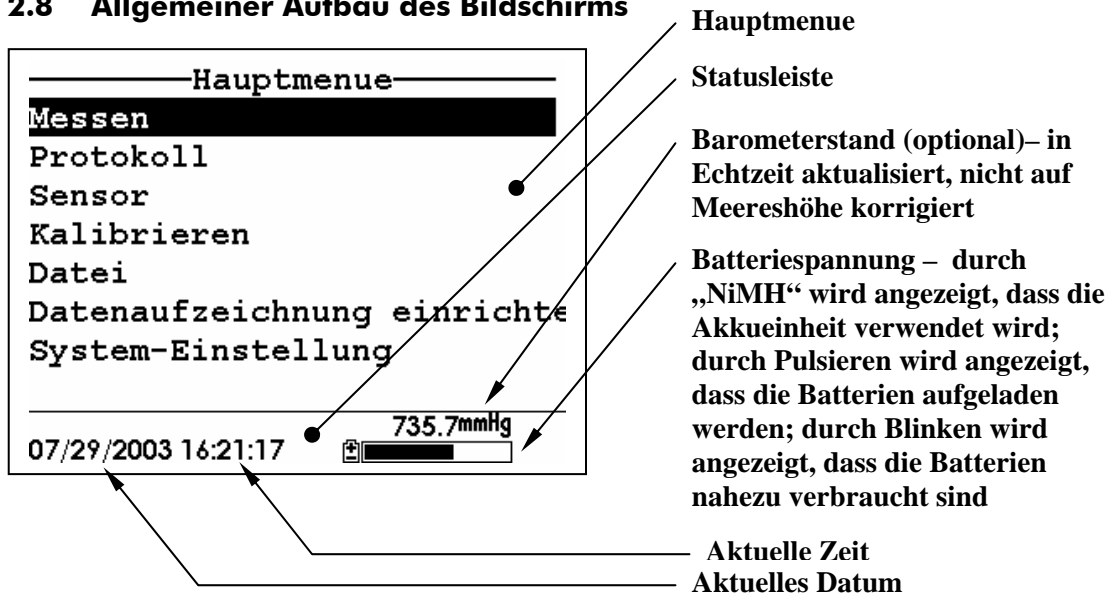 2.8 Allgemeiner Aufbau des Bildschirms
Hauptmenue
Messen
Protokoll
Sensor
Kalibrieren
Datei
Datenaufzeichnung einrichte
System-Einstellung
735.7mmHg
07/29/2003 16:21:17
Hauptmenue
Statusleiste
Barometerstand (optional)– in
Echtzeit aktualisiert, nicht auf
Meereshöhe korrigiert
Batteriespannung – durch
„NiMH“ wird angezeigt, dass die
Akkueinheit verwendet wird;
durch Pulsieren wird angezeigt,
dass die Batterien aufgeladen
werden; durch Blinken wird
angezeigt, dass die Batterien
nahezu verbraucht sind
Aktuelle Zeit
Aktuelles Datum